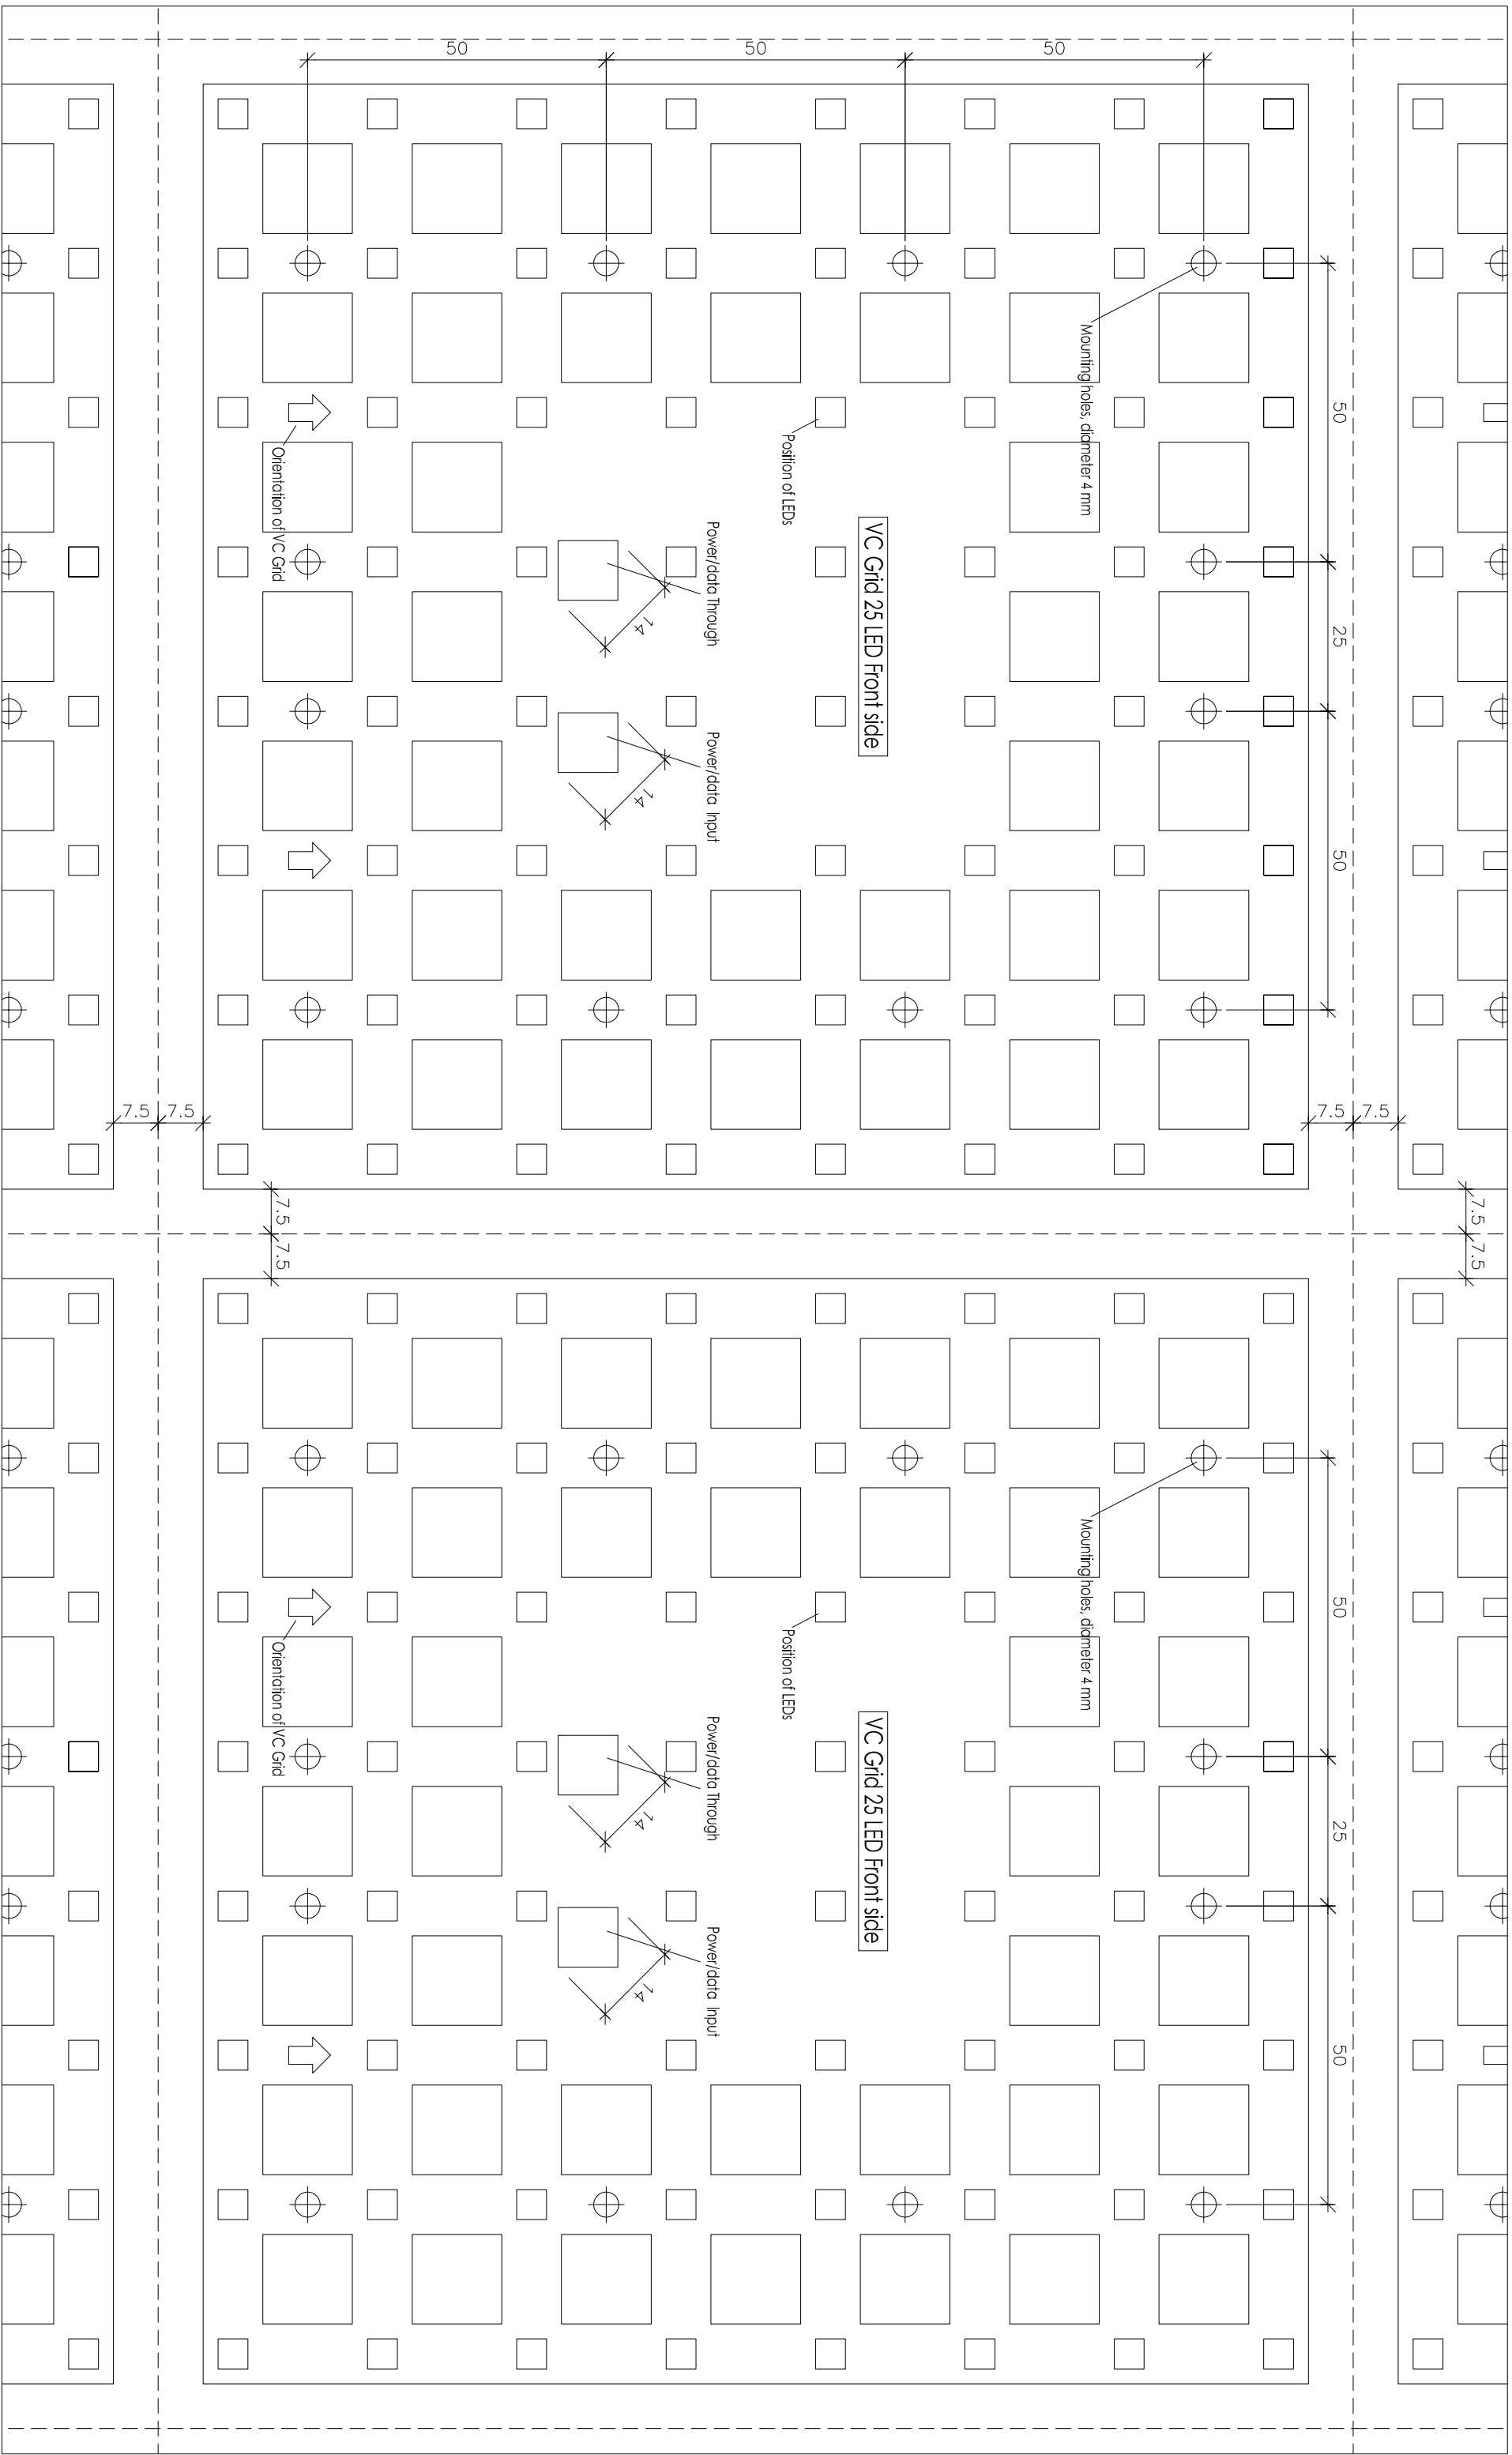 50
50
50
Mounting holes, diameter 4 mm
50
25
50
Position of LEDs
VC Grid 25 LED Front side
Orientation of VC Grid
Power/data Through
14
Power/data Input
14
7.5
7.5
7.5
7.5
7.5
7.5
7.5
7.5
Mounting holes, diameter 4 mm
50
25
50
Position of LEDs
VC Grid 25 LED Front side
Orientation of VC Grid
Power/data Through
14
Power/data Input
14